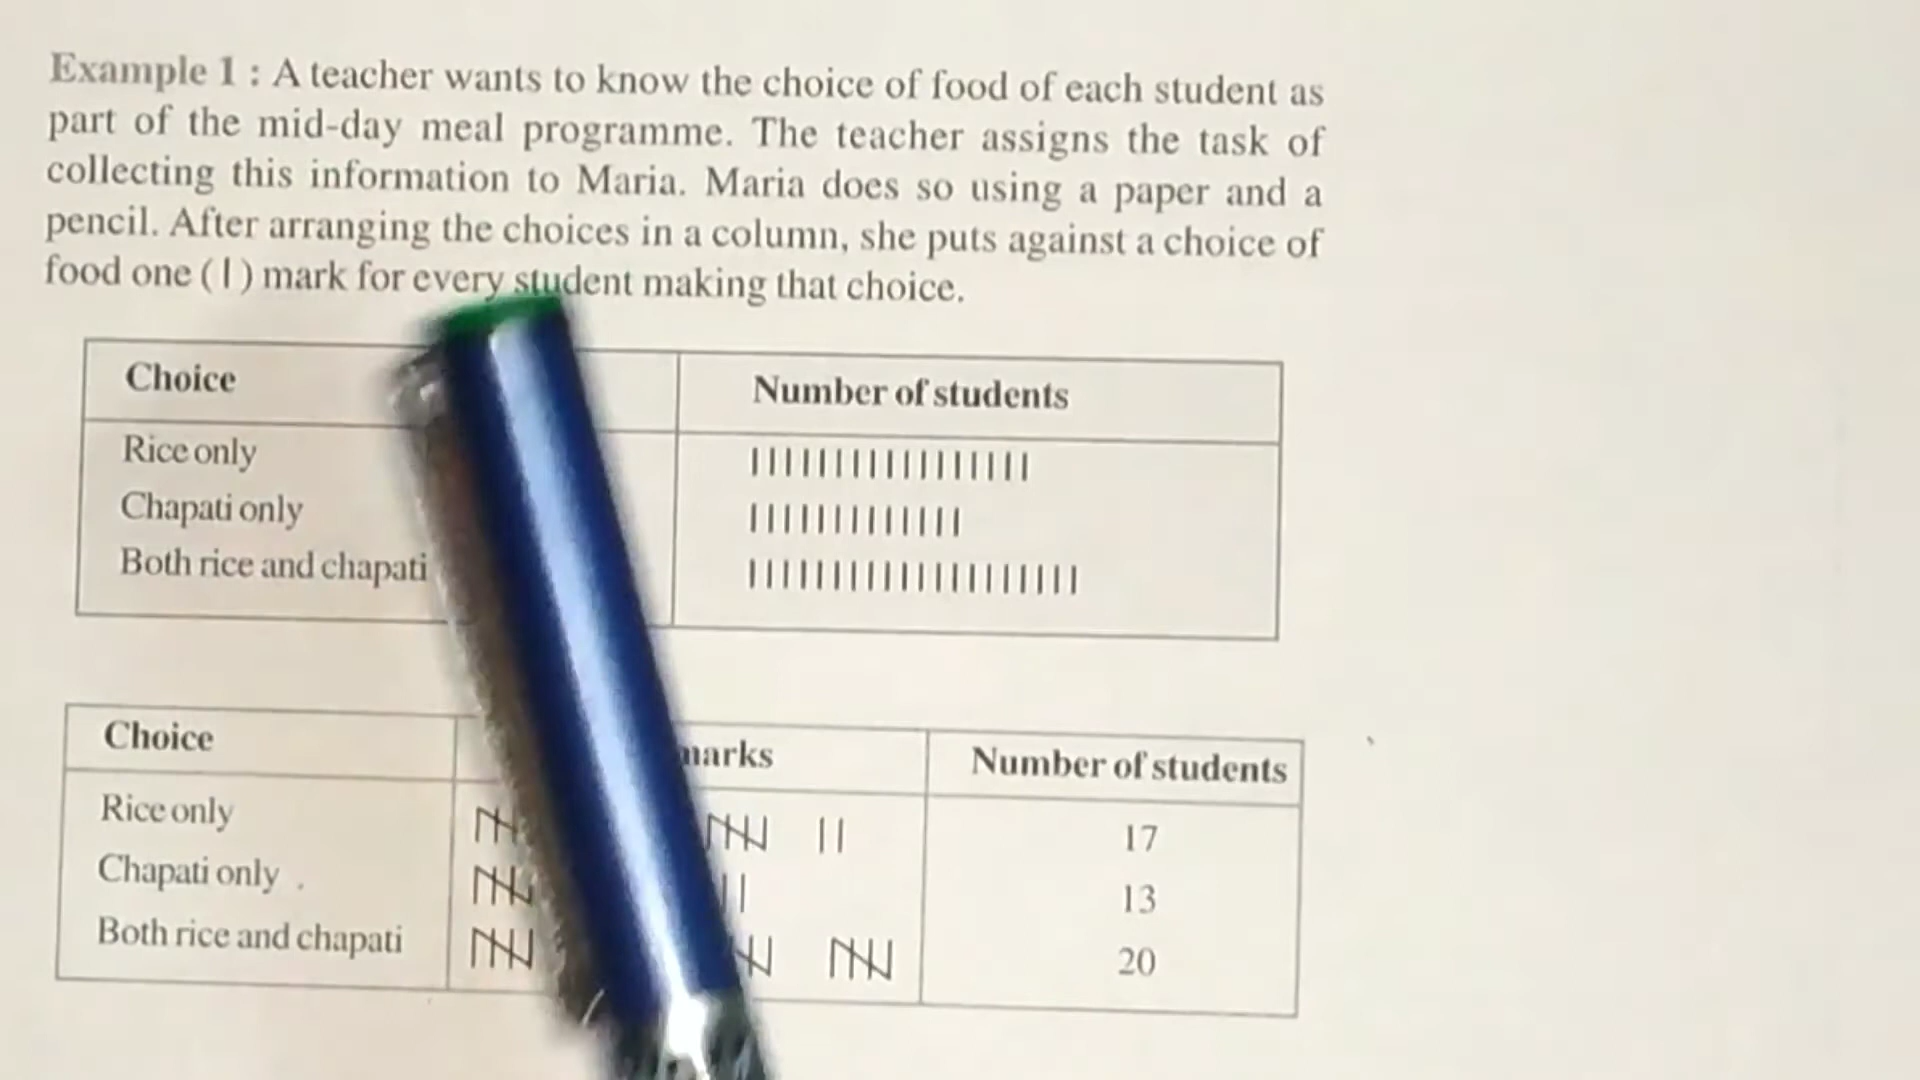 Example 1 : A teacher wants to know the choice of food of each student as
part of the mid-day meal programme. The teacher assigns the task of
collecting this information to Maria. Maria does so using a paper and a
pencil. After arranging the choices in a column, she puts against a choice of
food one (|) mark for every student making that choice.
Choice Number of students
Rice only |||||||||||||||||
Chapati only |||||||||||||
Both rice and chapati ||||||||||||||||||||
Choice Number of students
Rice only || 17
Chapati only 13
Both rice and chapati 20